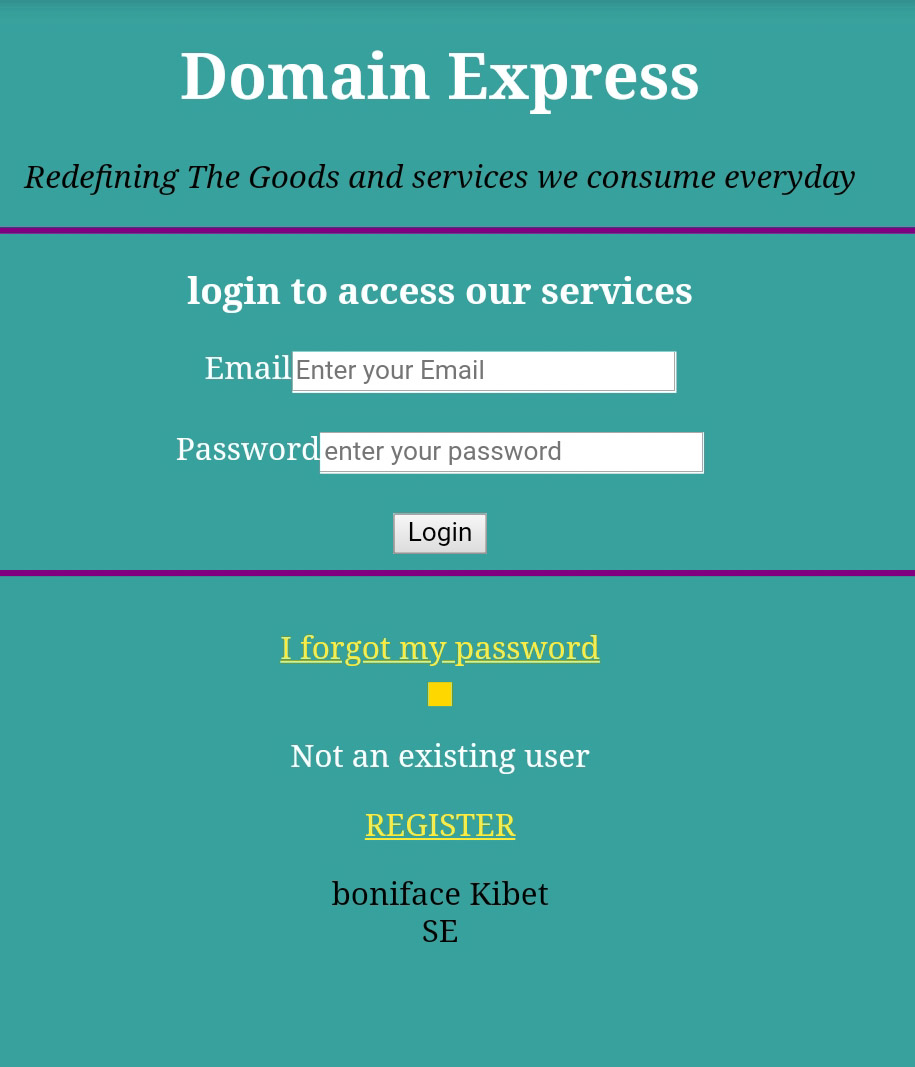 Domain Express
Redefining The Goods and services we consume everyday
login to access our services
Email Enter your Email
Password enter your password
Login
I forgot my password
Not an existing user
REGISTER
boniface Kibet
SE